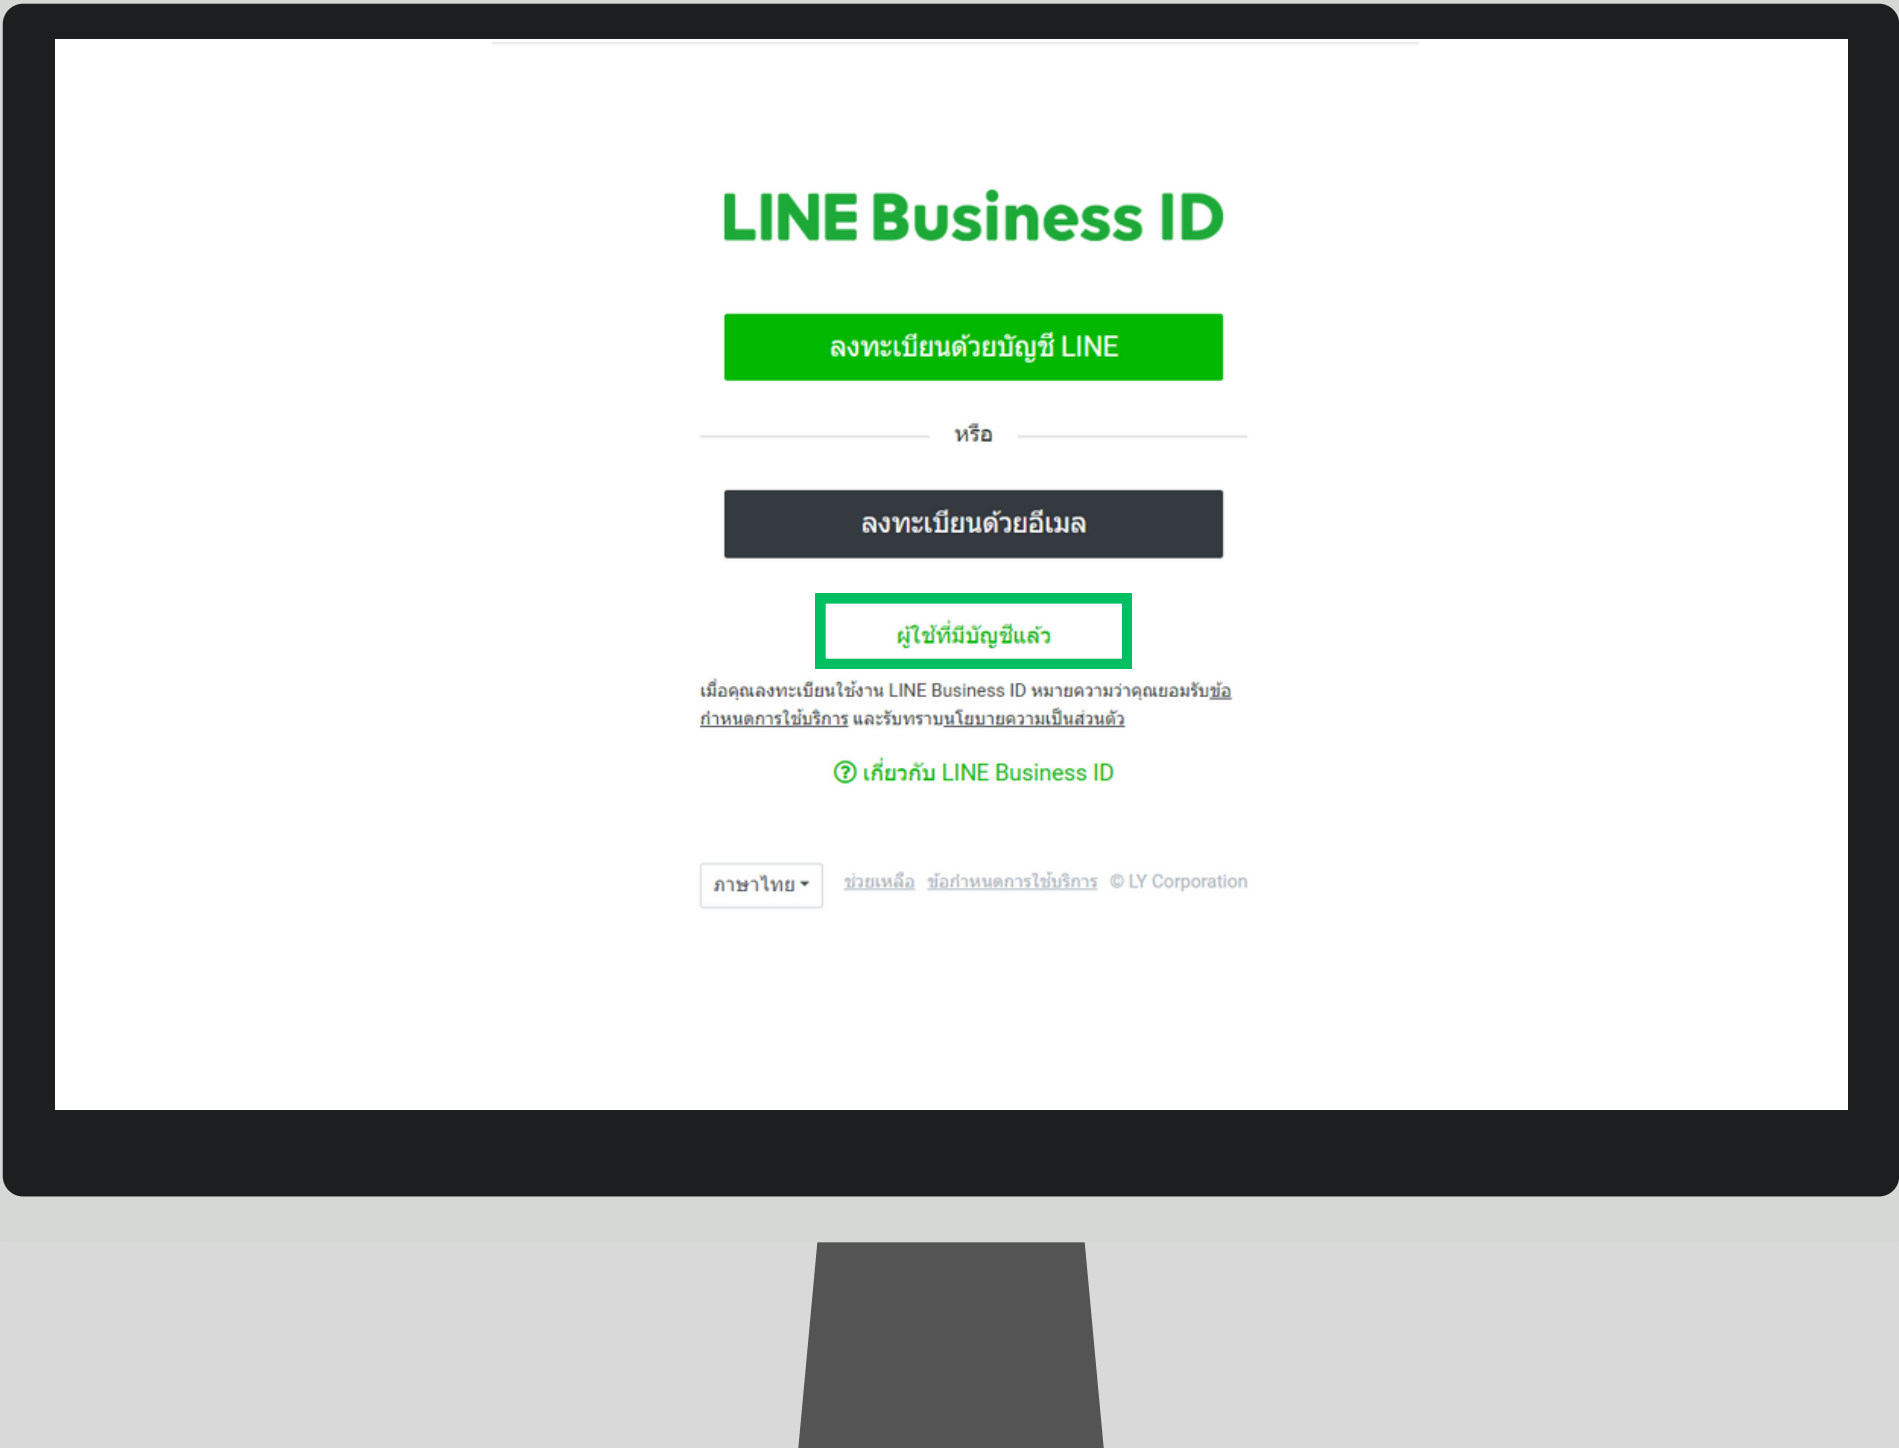 LINE Business ID
ลงทะเบียนด้วยบัญชี LINE
หรือ
ลงทะเบียนด้วยอีเมล
ผู้ใช้ที่มีบัญชีแล้ว
เมื่อคุณลงทะเบียนใช้งาน LINE Business ID หมายความว่าคุณยอมรับข้อ
กำหนดการใช้บริการ และรับทราบนโยบายความเป็นส่วนตัว
? เกี่ยวกับ LINE Business ID
ภาษาไทย ช่วยเหลือ ข้อกำหนดการใช้บริการ © LY Corporation